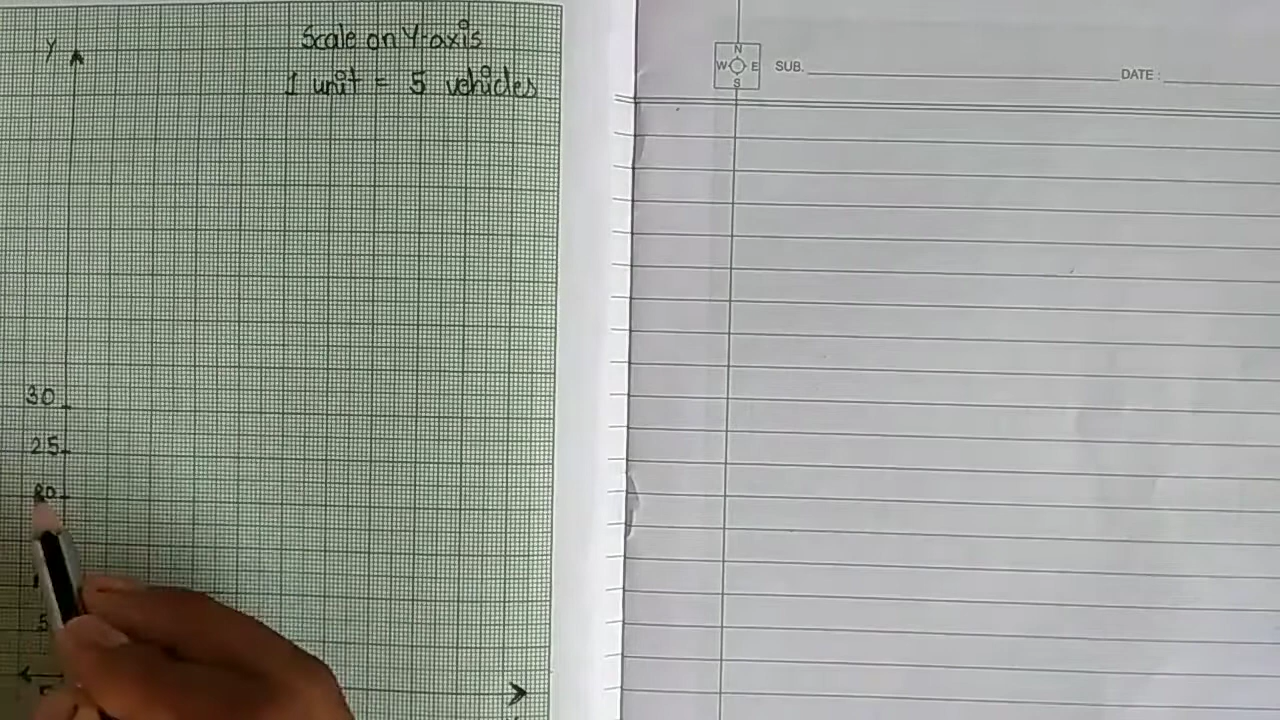 Y
Scale on Y-axis
1 unit = 5 vehicles
30
25
20
5
N
W E
S
SUB.
DATE :